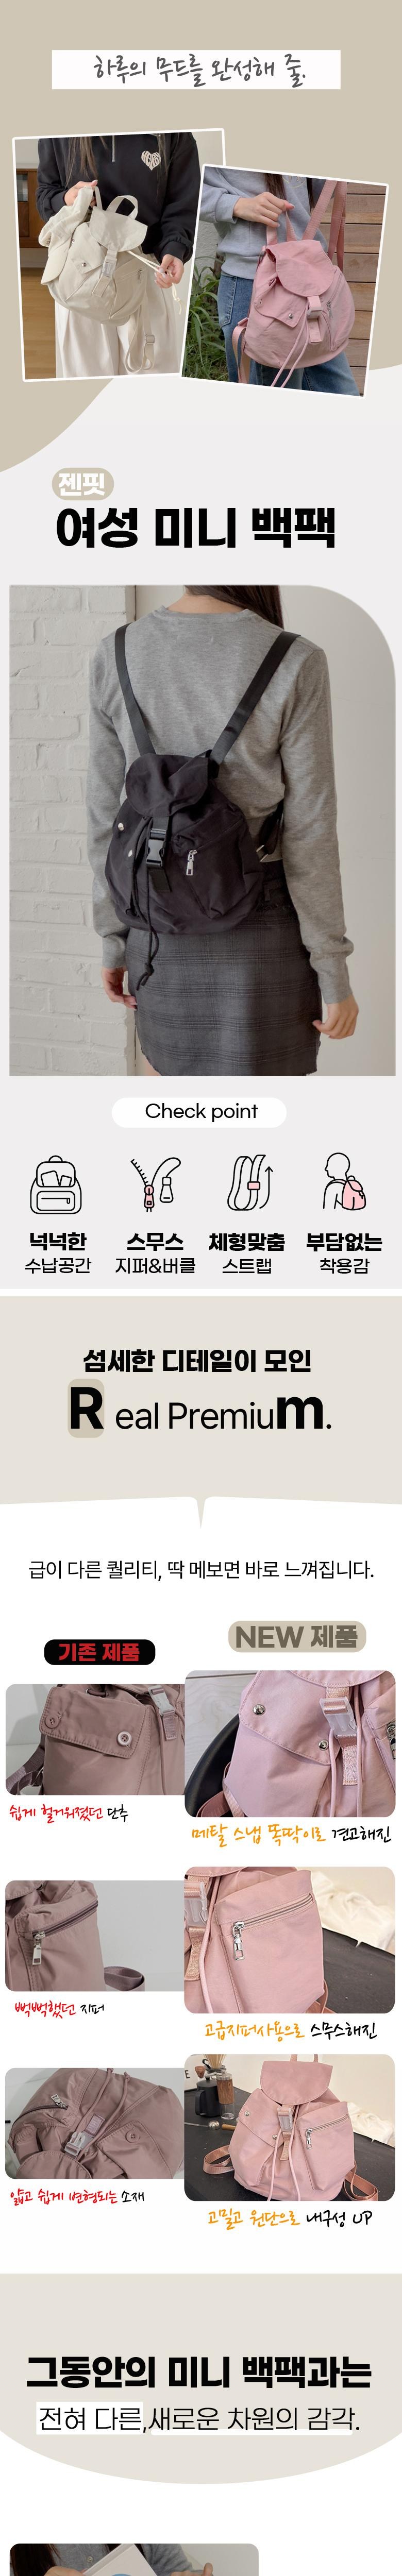 하루의 무드를 완성해 줄.
젠핏
여성 미니 백팩
Check point
넉넉한
수납공간
스무스
지퍼&버클
체형맞춤
스트랩
부담없는
착용감
섬세한 디테일이 모인
Real Premium.
급이 다른 퀄리티, 딱 메보면 바로 느껴집니다.
기존 제품
NEW 제품
쉽게 헐거워졌던 단추
메탈 스냅 똑딱이로 견고해진
뻑뻑했던 지퍼
고급지퍼사용으로 스무스해진
얇고 쉽게 변형되는 소재
고밀고 원단으로 내구성 UP
그동안의 미니 백팩과는
전혀 다른,새로운 차원의 감각.